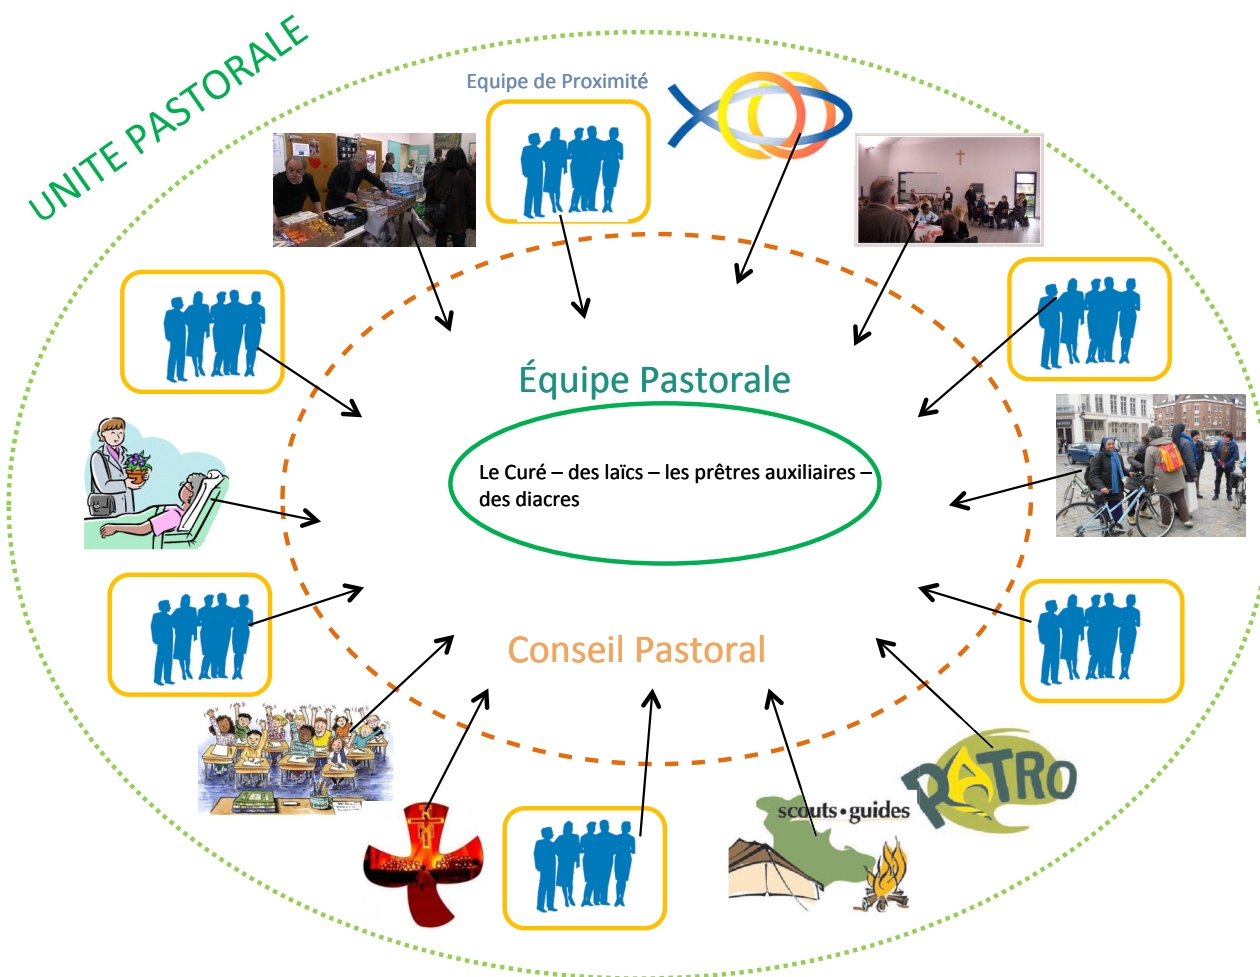 UNITE PASTORALE
Equipe de Proximité
Équipe Pastorale
Le Curé – des laïcs – les prêtres auxiliaires –
des diacres
Conseil Pastoral
PATRO
scouts•guides